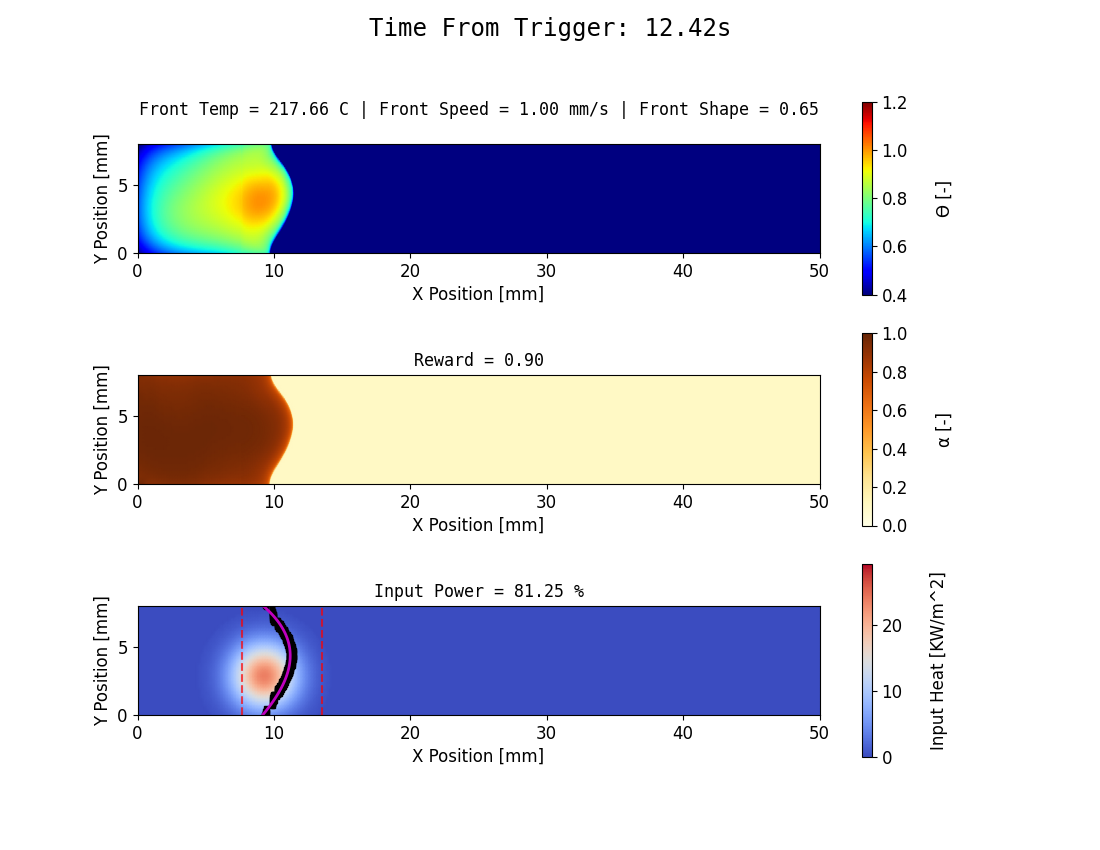 Time From Trigger: 12.42s
Front Temp = 217.66 C | Front Speed = 1.00 mm/s | Front Shape = 0.65
Y Position [mm]
5
0
0 10 20 30 40 50
X Position [mm]
1.2
1.0
0.8
0.6
0.4
Θ [-]
Reward = 0.90
Y Position [mm]
5
0
0 10 20 30 40 50
X Position [mm]
1.0
0.8
0.6
0.4
0.2
0.0
α [-]
Input Power = 81.25 %
Y Position [mm]
5
0
0 10 20 30 40 50
X Position [mm]
20
10
0
Input Heat [KW/m^2]